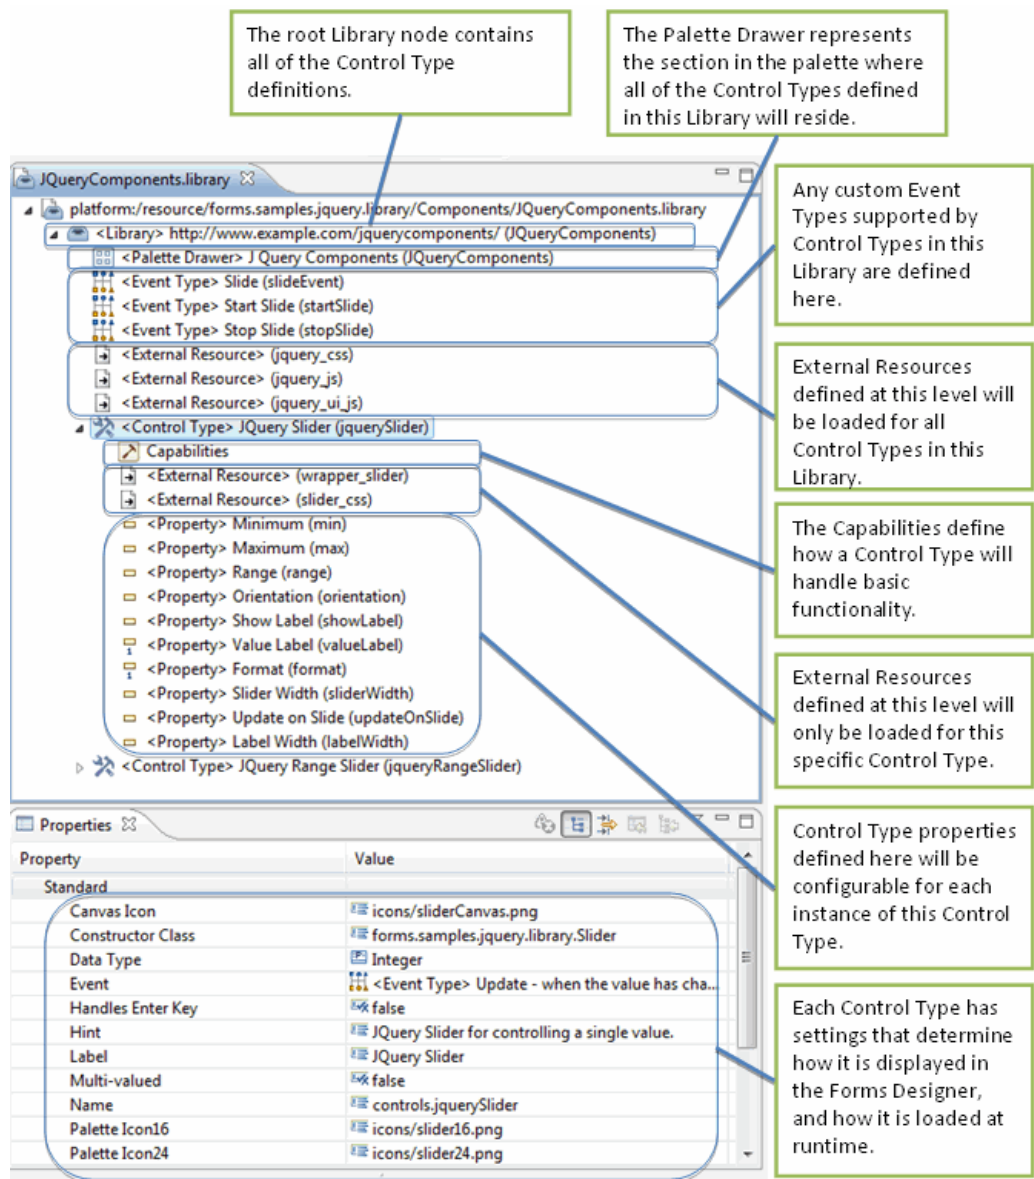 The root Library node contains
all of the Control Type
definitions.
The Palette Drawer represents
the section in the palette where
all of the Control Types defined
in this Library will reside.
JQueryComponents.library
platform:/resource/forms.samples.jquery.library/Components/JQueryComponents.library
<Library> http://www.example.com/jquerycomponents/ (JQueryComponents)
<Palette Drawer> J Query Components (JQueryComponents)
<Event Type> Slide (slideEvent)
<Event Type> Start Slide (startSlide)
<Event Type> Stop Slide (stopSlide)
<External Resource> (jquery_css)
<External Resource> (jquery_js)
<External Resource> (jquery_ui_js)
<Control Type> JQuery Slider (jquerySlider)
Capabilities
<External Resource> (wrapper_slider)
<External Resource> (slider_css)
<Property> Minimum (min)
<Property> Maximum (max)
<Property> Range (range)
<Property> Orientation (orientation)
<Property> Show Label (showLabel)
<Property> Value Label (valueLabel)
<Property> Format (format)
<Property> Slider Width (sliderWidth)
<Property> Update on Slide (updateOnSlide)
<Property> Label Width (labelWidth)
<Control Type> JQuery Range Slider (jqueryRangeSlider)
Any custom Event
Types supported by
Control Types in this
Library are defined
here.
External Resources
defined at this level will
be loaded for all
Control Types in this
Library.
The Capabilities define
how a Control Type will
handle basic
functionality.
External Resources
defined at this level will
only be loaded for this
specific Control Type.
Control Type properties
defined here will be
configurable for each
instance of this Control
Type.
Each Control Type has
settings that determine
how it is displayed in
the Forms Designer,
and how it is loaded at
runtime.
Properties
Property Value
Standard
Canvas Icon icons/sliderCanvas.png
Constructor Class forms.samples.jquery.library.Slider
Data Type Integer
Event <Event Type> Update - when the value has cha...
Handles Enter Key false
Hint JQuery Slider for controlling a single value.
Label JQuery Slider
Multi-valued false
Name controls.jquerySlider
Palette Icon16 icons/slider16.png
Palette Icon24 icons/slider24.png